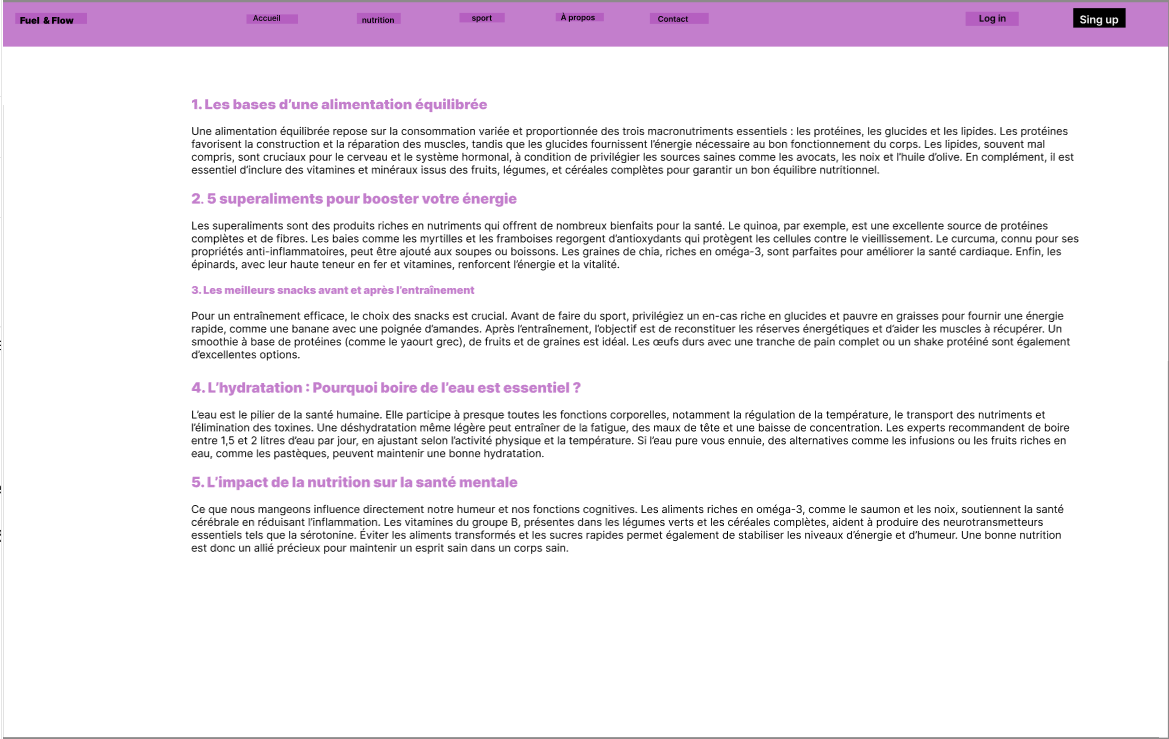 Fuel & Flow
Accueil
nutrition
sport
À propos
Contact
Log in
Sing up
1. Les bases d’une alimentation équilibrée
Une alimentation équilibrée repose sur la consommation variée et proportionnée des trois macronutriments essentiels : les protéines, les glucides et les lipides. Les protéines
favorisent la construction et la réparation des muscles, tandis que les glucides fournissent l’énergie nécessaire au bon fonctionnement du corps. Les lipides, souvent mal
compris, sont cruciaux pour le cerveau et le système hormonal, à condition de privilégier les sources saines comme les avocats, les noix et l’huile d’olive. En complément, il est
essentiel d’inclure des vitamines et minéraux issus des fruits, légumes, et céréales complètes pour garantir un bon équilibre nutritionnel.
2. 5 superaliments pour booster votre énergie
Les superaliments sont des produits riches en nutriments qui offrent de nombreux bienfaits pour la santé. Le quinoa, par exemple, est une excellente source de protéines
complètes et de fibres. Les baies comme les myrtilles et les framboises regorgent d’antioxydants qui protègent les cellules contre le vieillissement. Le curcuma, connu pour ses
propriétés anti-inflammatoires, peut être ajouté aux soupes ou boissons. Les graines de chia, riches en oméga-3, sont parfaites pour améliorer la santé cardiaque. Enfin, les
épinards, avec leur haute teneur en fer et vitamines, renforcent l’énergie et la vitalité.
3. Les meilleurs snacks avant et après l’entraînement
Pour un entraînement efficace, le choix des snacks est crucial. Avant de faire du sport, privilégiez un en-cas riche en glucides et pauvre en graisses pour fournir une énergie
rapide, comme une banane avec une poignée d’amandes. Après l’entraînement, l’objectif est de reconstituer les réserves énergétiques et d’aider les muscles à récupérer. Un
smoothie à base de protéines (comme le yaourt grec), de fruits et de graines est idéal. Les œufs durs avec une tranche de pain complet ou un shake protéiné sont également
d’excellentes options.
4. L’hydratation : Pourquoi boire de l’eau est essentiel ?
L’eau est le pilier de la santé humaine. Elle participe à presque toutes les fonctions corporelles, notamment la régulation de la température, le transport des nutriments et
l’élimination des toxines. Une déshydratation même légère peut entraîner de la fatigue, des maux de tête et une baisse de concentration. Les experts recommandent de boire
entre 1,5 et 2 litres d’eau par jour, en ajustant selon l’activité physique et la température. Si l’eau pure vous ennuie, des alternatives comme les infusions ou les fruits riches en
eau, comme les pastèques, peuvent maintenir une bonne hydratation.
5. L’impact de la nutrition sur la santé mentale
Ce que nous mangeons influence directement notre humeur et nos fonctions cognitives. Les aliments riches en oméga-3, comme le saumon et les noix, soutiennent la santé
cérébrale en réduisant l’inflammation. Les vitamines du groupe B, présentes dans les légumes verts et les céréales complètes, aident à produire des neurotransmetteurs
essentiels tels que la sérotonine. Éviter les aliments transformés et les sucres rapides permet également de stabiliser les niveaux d’énergie et d’humeur. Une bonne nutrition
est donc un allié précieux pour maintenir un esprit sain dans un corps sain.